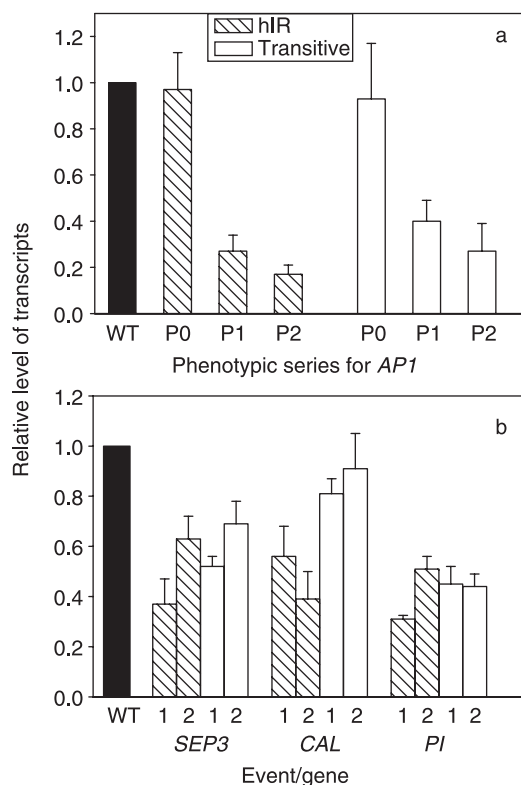 Relative level of transcripts
1.2
1.0
0.8
0.6
0.4
0.2
0.0
hIR
Transitive
a
WT P0 P1 P2 P0 P1 P2
Phenotypic series for AP1
1.2
1.0
0.8
0.6
0.4
0.2
0.0
b
WT 1 2 1 2 1 2 1 2 1 2 1 2
SEP3 CAL PI
Event/gene